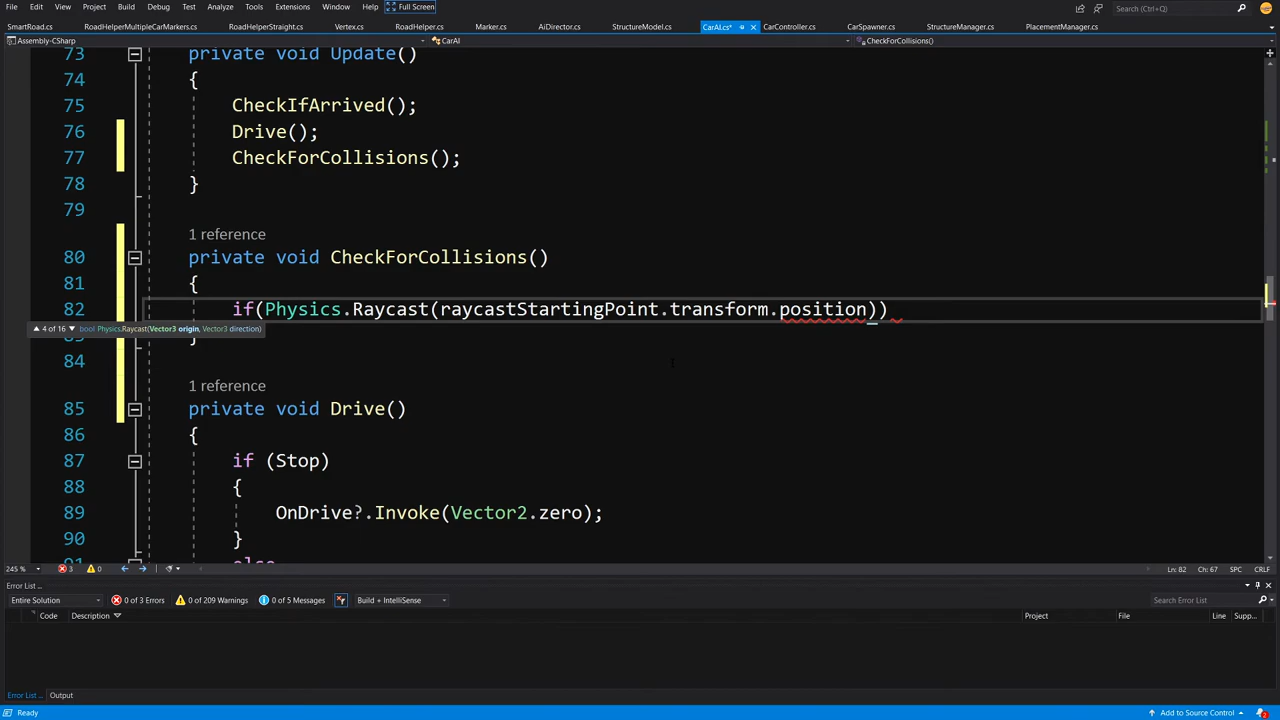 File Edit View Project Build Debug Test Analyze Tools Extensions Window Help Full Screen Search (Ctrl+Q)
SmartRoad.cs RoadHelperMultipleCarMarkers.cs RoadHelperStraight.cs Vertex.cs RoadHelper.cs Marker.cs AiDirector.cs StructureModel.cs CarAI.cs* CarController.cs CarSpawner.cs StructureManager.cs PlacementManager.cs
Assembly-CSharp CarAI CheckForCollisions()
73 private void Update()
74 {
75 CheckIfArrived();
76 Drive();
77 CheckForCollisions();
78 }
79
1 reference
80 private void CheckForCollisions()
81 {
82 if(Physics.Raycast(raycastStartingPoint.transform.position))
4 of 16 bool Physics.Raycast(Vector3 origin, Vector3 direction)
83 }
84
1 reference
85 private void Drive()
86 {
87 if (Stop)
88 {
89 OnDrive?.Invoke(Vector2.zero);
90 }
91 else
245 % 3 0 Ln: 82 Ch: 67 SPC CRLF
Error List ...
Entire Solution 0 of 3 Errors 0 of 209 Warnings 0 of 5 Messages Build + IntelliSense Search Error List
Code Description Project File Line Supp...
Error List ... Output
Ready Add to Source Control 2